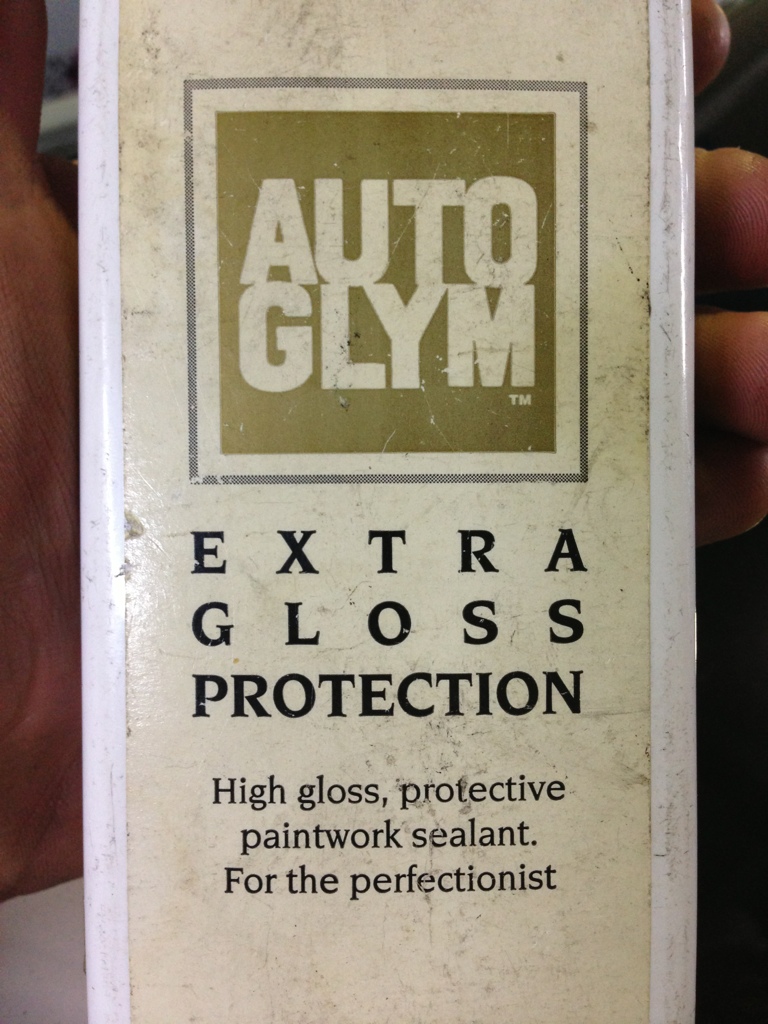 AUTO
GLYM
TM
EXTRA
GLOSS
PROTECTION
High gloss, protective
paintwork sealant.
For the perfectionist